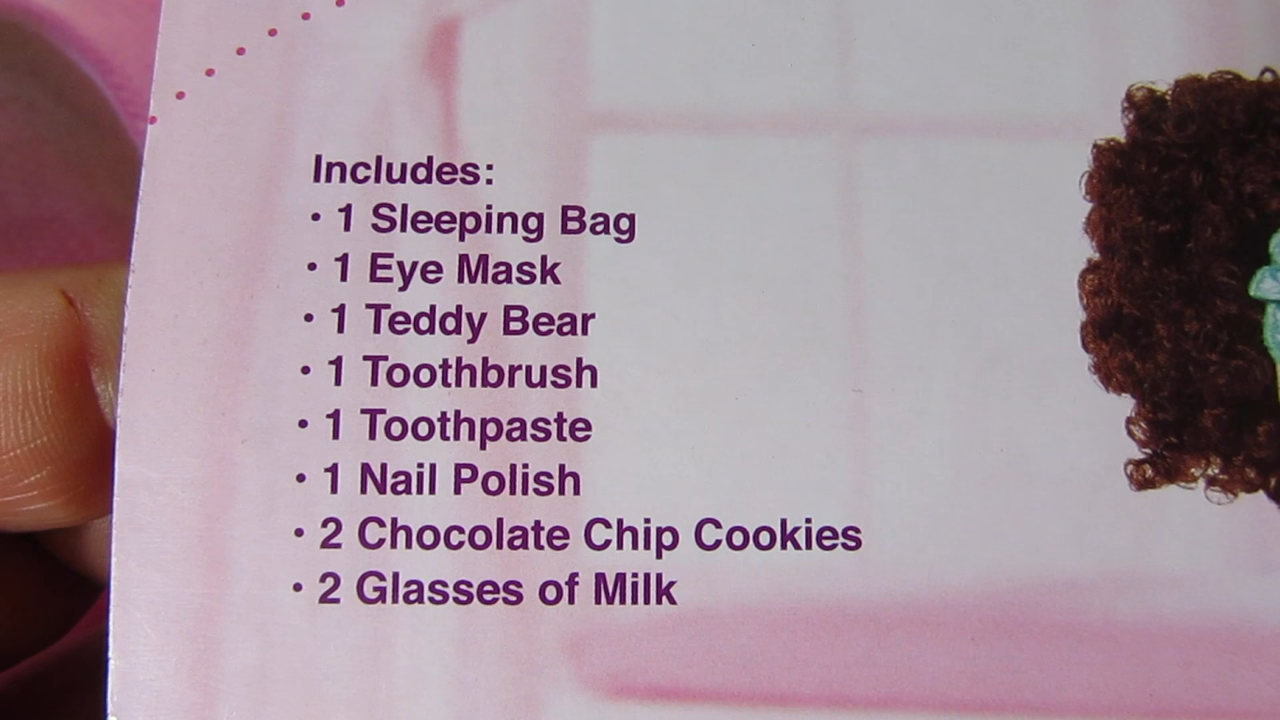 Includes:
• 1 Sleeping Bag
• 1 Eye Mask
• 1 Teddy Bear
• 1 Toothbrush
• 1 Toothpaste
• 1 Nail Polish
• 2 Chocolate Chip Cookies
• 2 Glasses of Milk